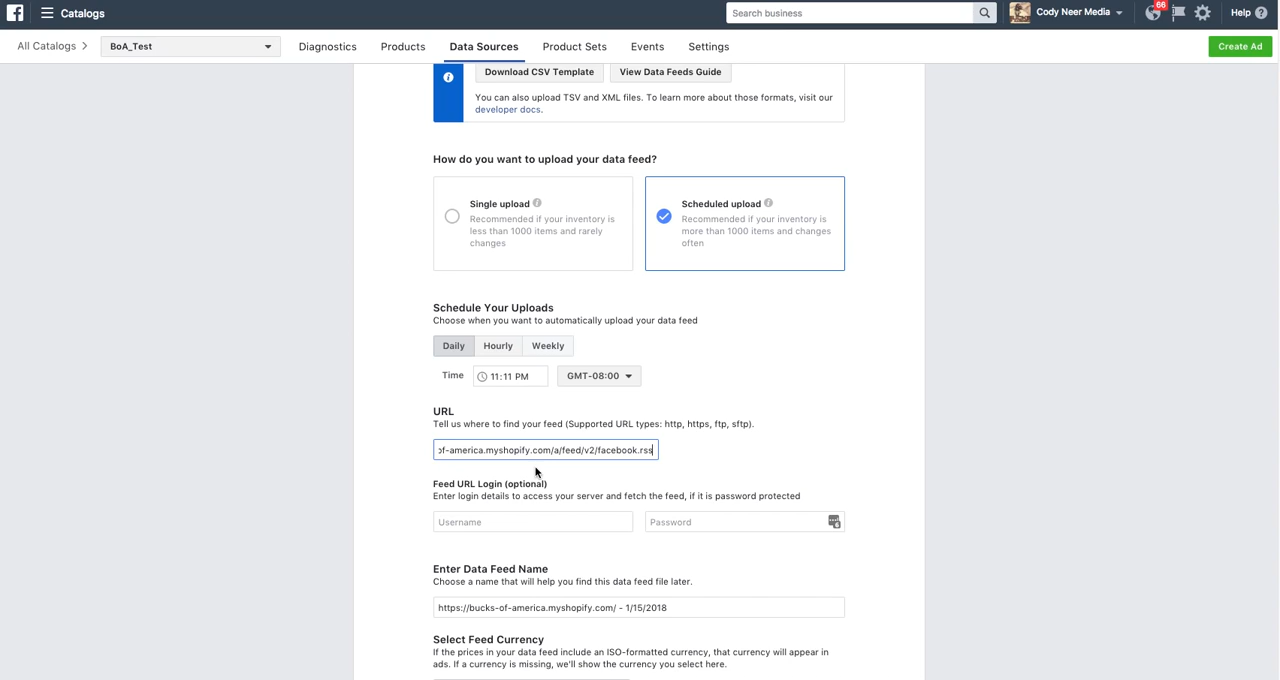 Catalogs
Search business
Cody Neer Media
66
Help
All Catalogs
BoA_Test
Diagnostics
Products
Data Sources
Product Sets
Events
Settings
Create Ad
Download CSV Template
View Data Feeds Guide
You can also upload TSV and XML files. To learn more about those formats, visit our
developer docs.
How do you want to upload your data feed?
Single upload
Recommended if your inventory is
less than 1000 items and rarely
changes
Scheduled upload
Recommended if your inventory is
more than 1000 items and changes
often
Schedule Your Uploads
Choose when you want to automatically upload your data feed
Daily
Hourly
Weekly
Time
11:11 PM
GMT-08:00
URL
Tell us where to find your feed (Supported URL types: http, https, ftp, sftp).
of-america.myshopify.com/a/feed/v2/facebook.rss
Feed URL Login (optional)
Enter login details to access your server and fetch the feed, if it is password protected
Username
Password
Enter Data Feed Name
Choose a name that will help you find this data feed file later.
https://bucks-of-america.myshopify.com/ - 1/15/2018
Select Feed Currency
If the prices in your data feed include an ISO-formatted currency, that currency will appear in
ads. If a currency is missing, we'll show the currency you select here.